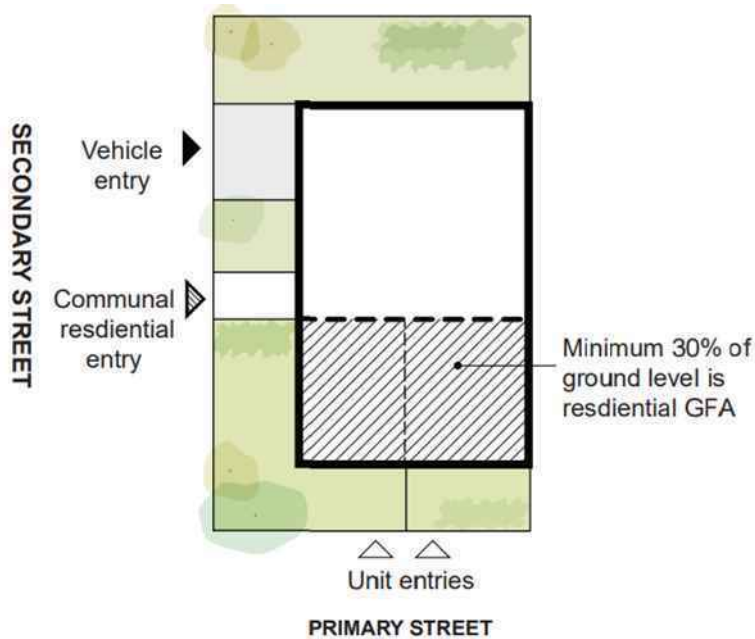 SECONDARY STREET
Vehicle
entry
Communal
resdiential
entry
Minimum 30% of
ground level is
resdiential GFA
Unit entries
PRIMARY STREET